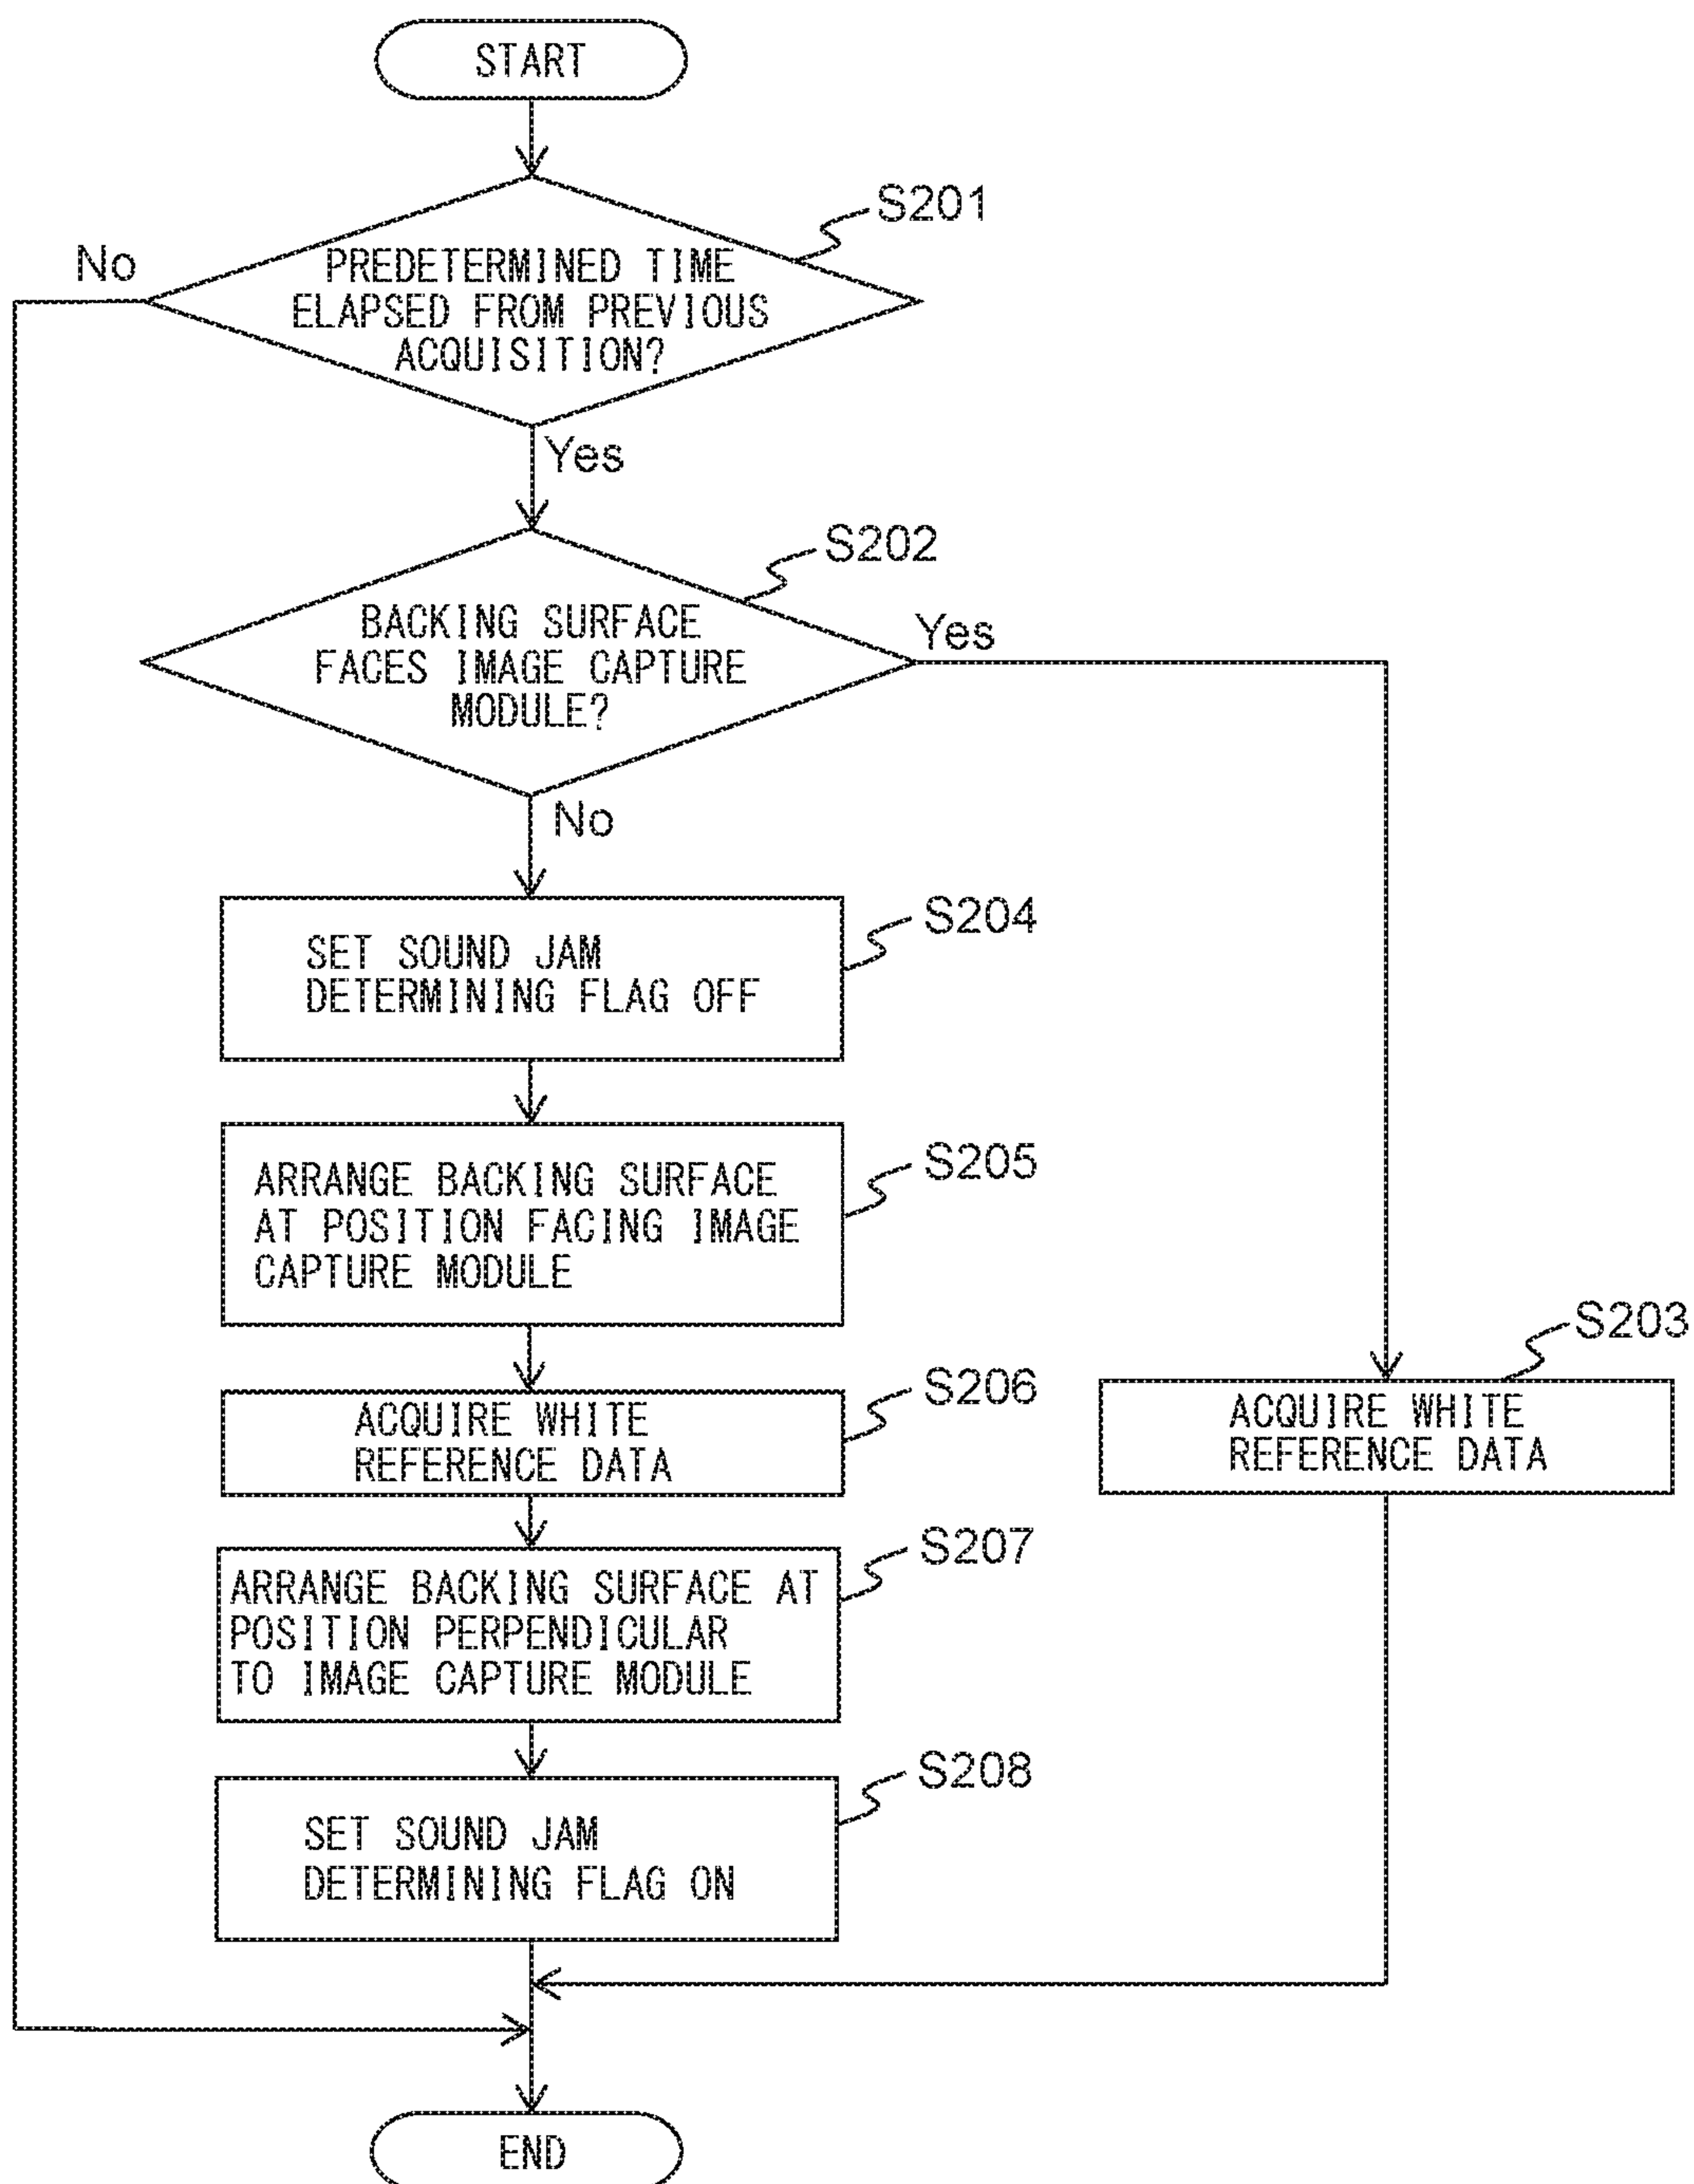 START
S201
No
PREDETERMINED TIME
ELAPSED FROM PREVIOUS
ACQUISITION?
Yes
S202
BACKING SURFACE
FACES IMAGE CAPTURE
MODULE?
Yes
No
S204
SET SOUND JAM
DETERMINING FLAG OFF
S205
ARRANGE BACKING SURFACE
AT POSITION FACING IMAGE
CAPTURE MODULE
S203
ACQUIRE WHITE
REFERENCE DATA
S206
ACQUIRE WHITE
REFERENCE DATA
S207
ARRANGE BACKING SURFACE AT
POSITION PERPENDICULAR
TO IMAGE CAPTURE MODULE
S208
SET SOUND JAM
DETERMINING FLAG ON
END